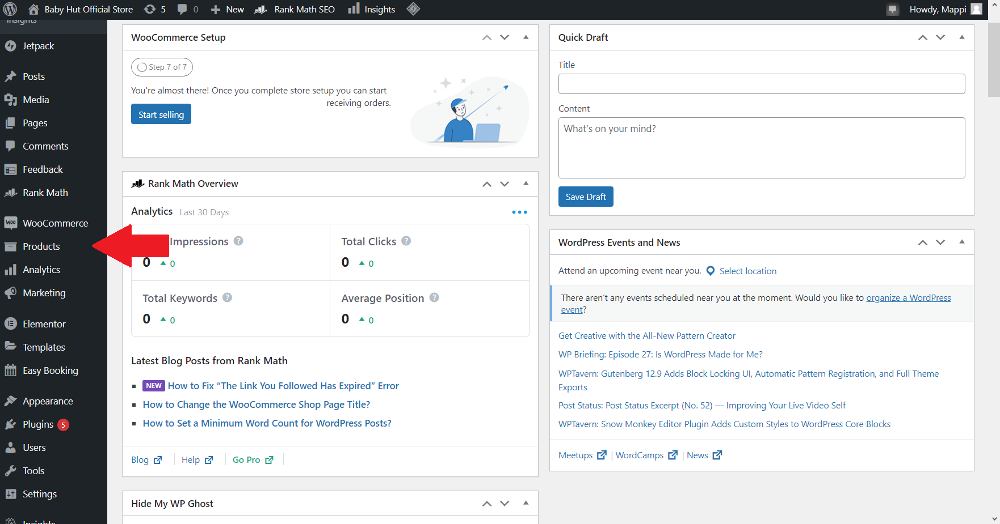 Baby Hut Official Store 5 0 New Rank Math SEO Insights Howdy, Mappi
Insights
Jetpack
Posts
Media
Pages
Comments
Feedback
Rank Math
WooCommerce
Products
Analytics
Marketing
Elementor
Templates
Easy Booking
Appearance
Plugins 5
Users
Tools
Settings
Insights
WooCommerce Setup
Step 7 of 7
You're almost there! Once you complete store setup you can start
receiving orders.
Start selling
Rank Math Overview
Analytics Last 30 Days
Impressions
0 0
Total Clicks
0 0
Total Keywords
0 0
Average Position
0 0
Latest Blog Posts from Rank Math
NEW How to Fix “The Link You Followed Has Expired” Error
How to Change the WooCommerce Shop Page Title?
How to Set a Minimum Word Count for WordPress Posts?
Blog Help Go Pro
Hide My WP Ghost
Quick Draft
Title
Content
What’s on your mind?
Save Draft
WordPress Events and News
Attend an upcoming event near you. Select location
There aren’t any events scheduled near you at the moment. Would you like to organize a WordPress
event?
Get Creative with the All-New Pattern Creator
WP Briefing: Episode 27: Is WordPress Made for Me?
WPTavern: Gutenberg 12.9 Adds Block Locking UI, Automatic Pattern Registration, and Full Theme
Exports
Post Status: Post Status Excerpt (No. 52) — Improving Your Live Video Self
WPTavern: Snow Monkey Editor Plugin Adds Custom Styles to WordPress Core Blocks
Meetups | WordCamps | News